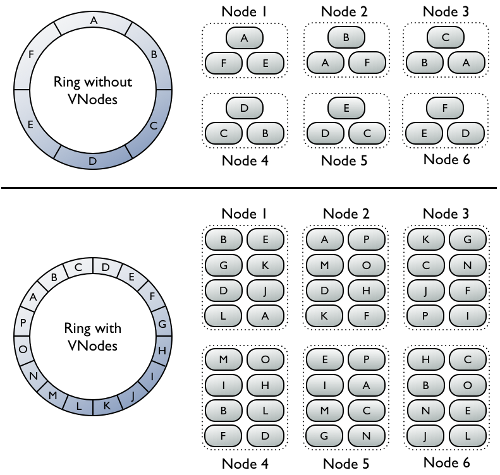 Node 1 Node 2 Node 3
A B C
F E A F B A
D E F
C B D C E D
Node 4 Node 5 Node 6
A
F B
Ring without
VNodes
E C
D
Node 1 Node 2 Node 3
B E A P K G
G K M O C N
D J D H J F
L A K F P I
M O E P H C
I H I A B O
B L M C N E
F D G N J L
Node 4 Node 5 Node 6
A B C D E F G H I J K L M N O P
Ring with
VNodes